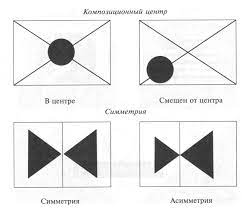 Композиционный центр
В центре
Смещен от центра
Симметрия
Симметрия
Асимметрия